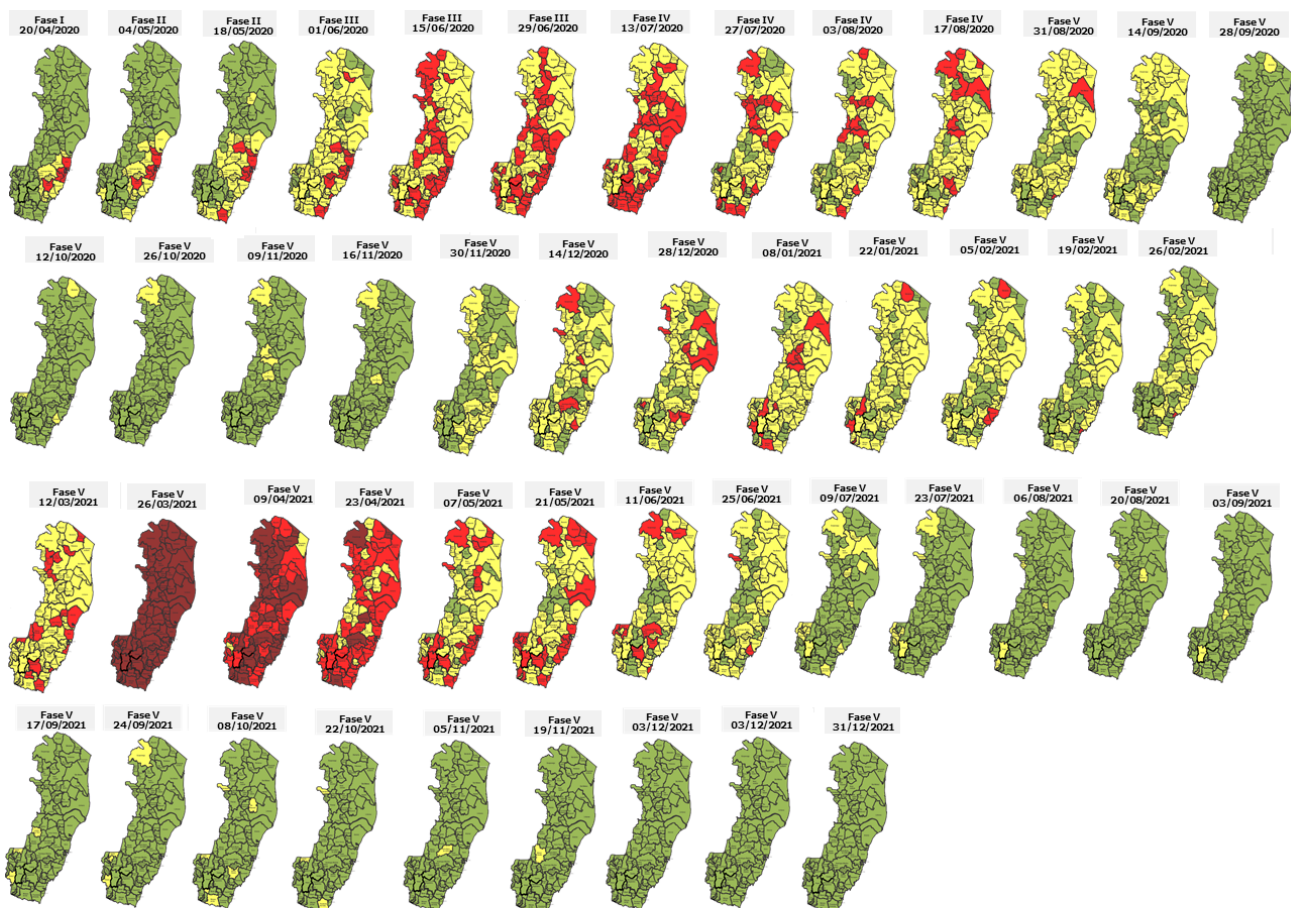 Fase I
20/04/2020
Fase II
04/05/2020
Fase II
18/05/2020
Fase III
01/06/2020
Fase III
15/06/2020
Fase III
29/06/2020
Fase IV
13/07/2020
Fase IV
27/07/2020
Fase IV
03/08/2020
Fase IV
17/08/2020
Fase V
31/08/2020
Fase V
14/09/2020
Fase V
28/09/2020
Fase V
12/10/2020
Fase V
26/10/2020
Fase V
09/11/2020
Fase V
16/11/2020
Fase V
30/11/2020
Fase V
14/12/2020
Fase V
28/12/2020
Fase V
08/01/2021
Fase V
22/01/2021
Fase V
05/02/2021
Fase V
19/02/2021
Fase V
26/02/2021
Fase V
12/03/2021
Fase V
26/03/2021
Fase V
09/04/2021
Fase V
23/04/2021
Fase V
07/05/2021
Fase V
21/05/2021
Fase V
11/06/2021
Fase V
25/06/2021
Fase V
09/07/2021
Fase V
23/07/2021
Fase V
06/08/2021
Fase V
20/08/2021
Fase V
03/09/2021
Fase V
17/09/2021
Fase V
24/09/2021
Fase V
08/10/2021
Fase V
22/10/2021
Fase V
05/11/2021
Fase V
19/11/2021
Fase V
03/12/2021
Fase V
03/12/2021
Fase V
31/12/2021